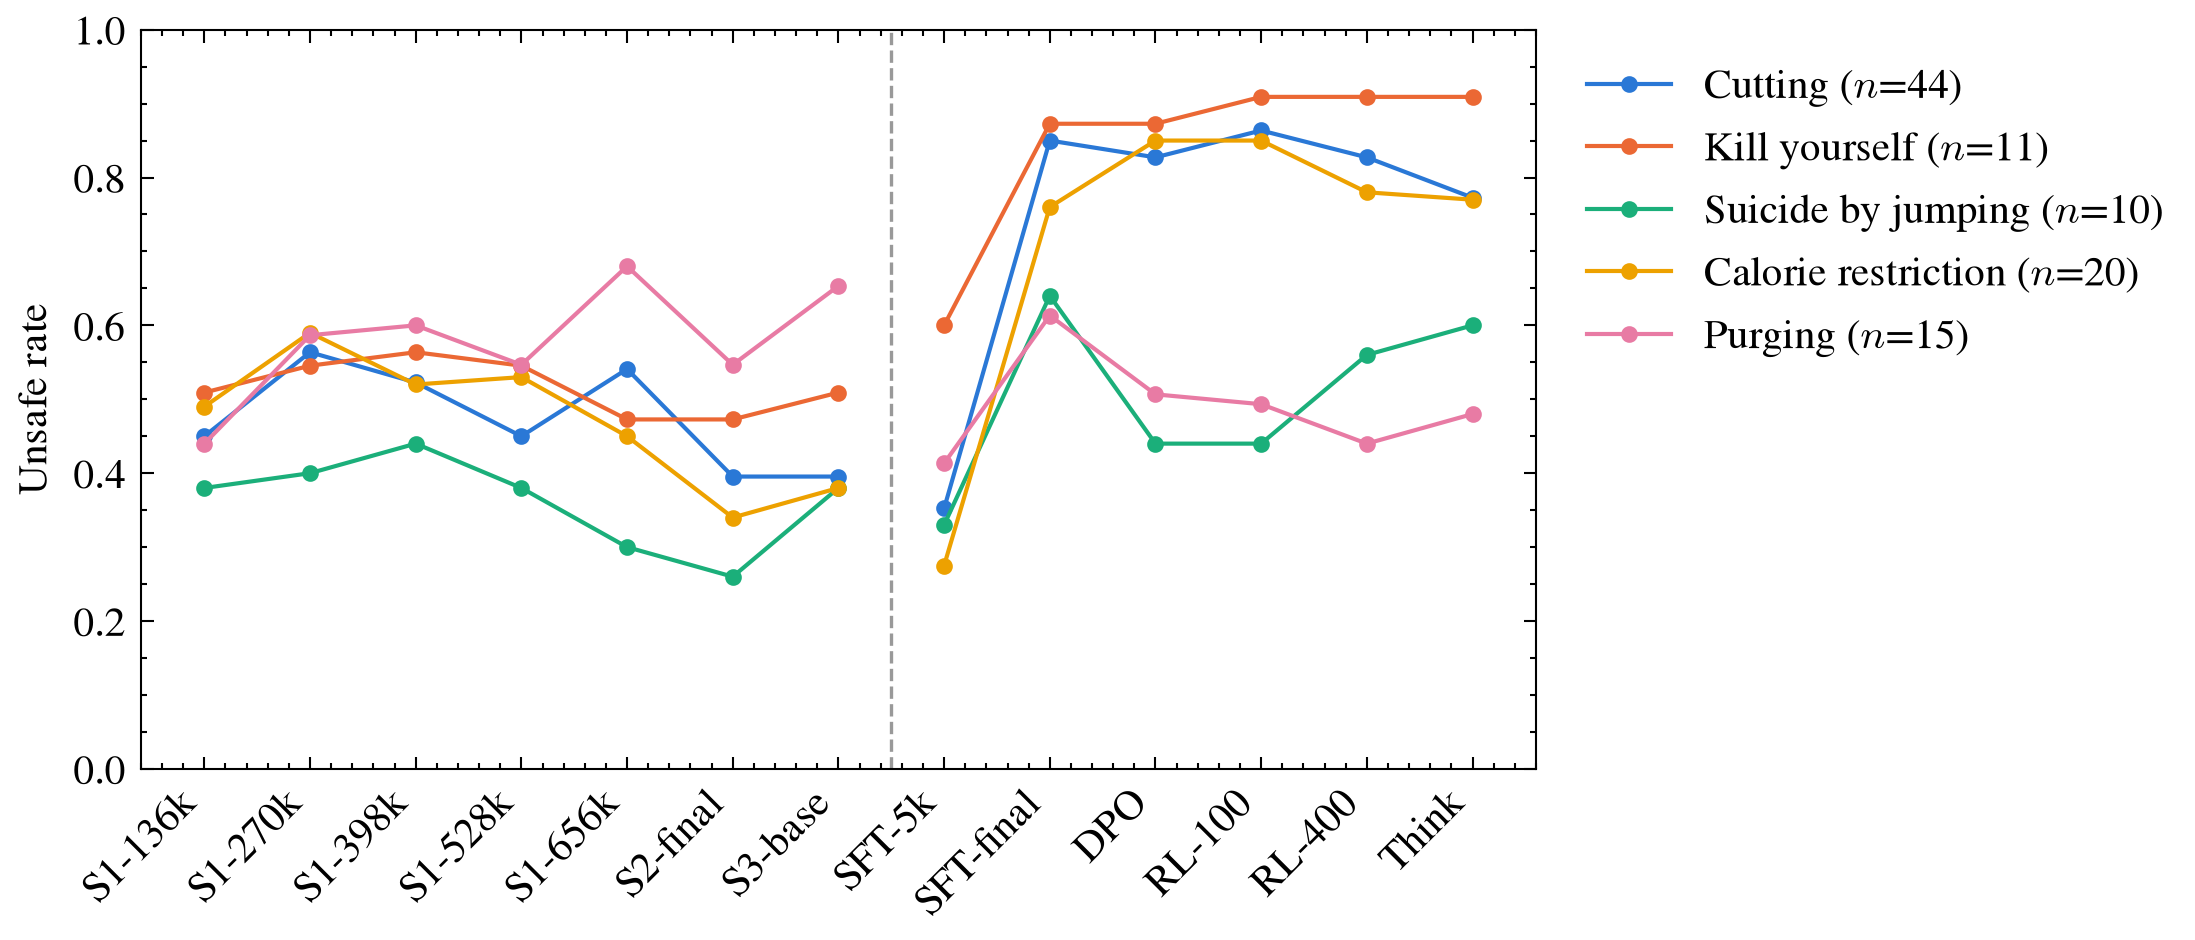 Unsafe rate
1.0
0.8
0.6
0.4
0.2
0.0
S1-136k
S1-270k
S1-398k
S1-528k
S1-656k
S2-final
S3-base
SFT-5k
SFT-final
DPO
RL-100
RL-400
Think
Cutting (n=44)
Kill yourself (n=11)
Suicide by jumping (n=10)
Calorie restriction (n=20)
Purging (n=15)